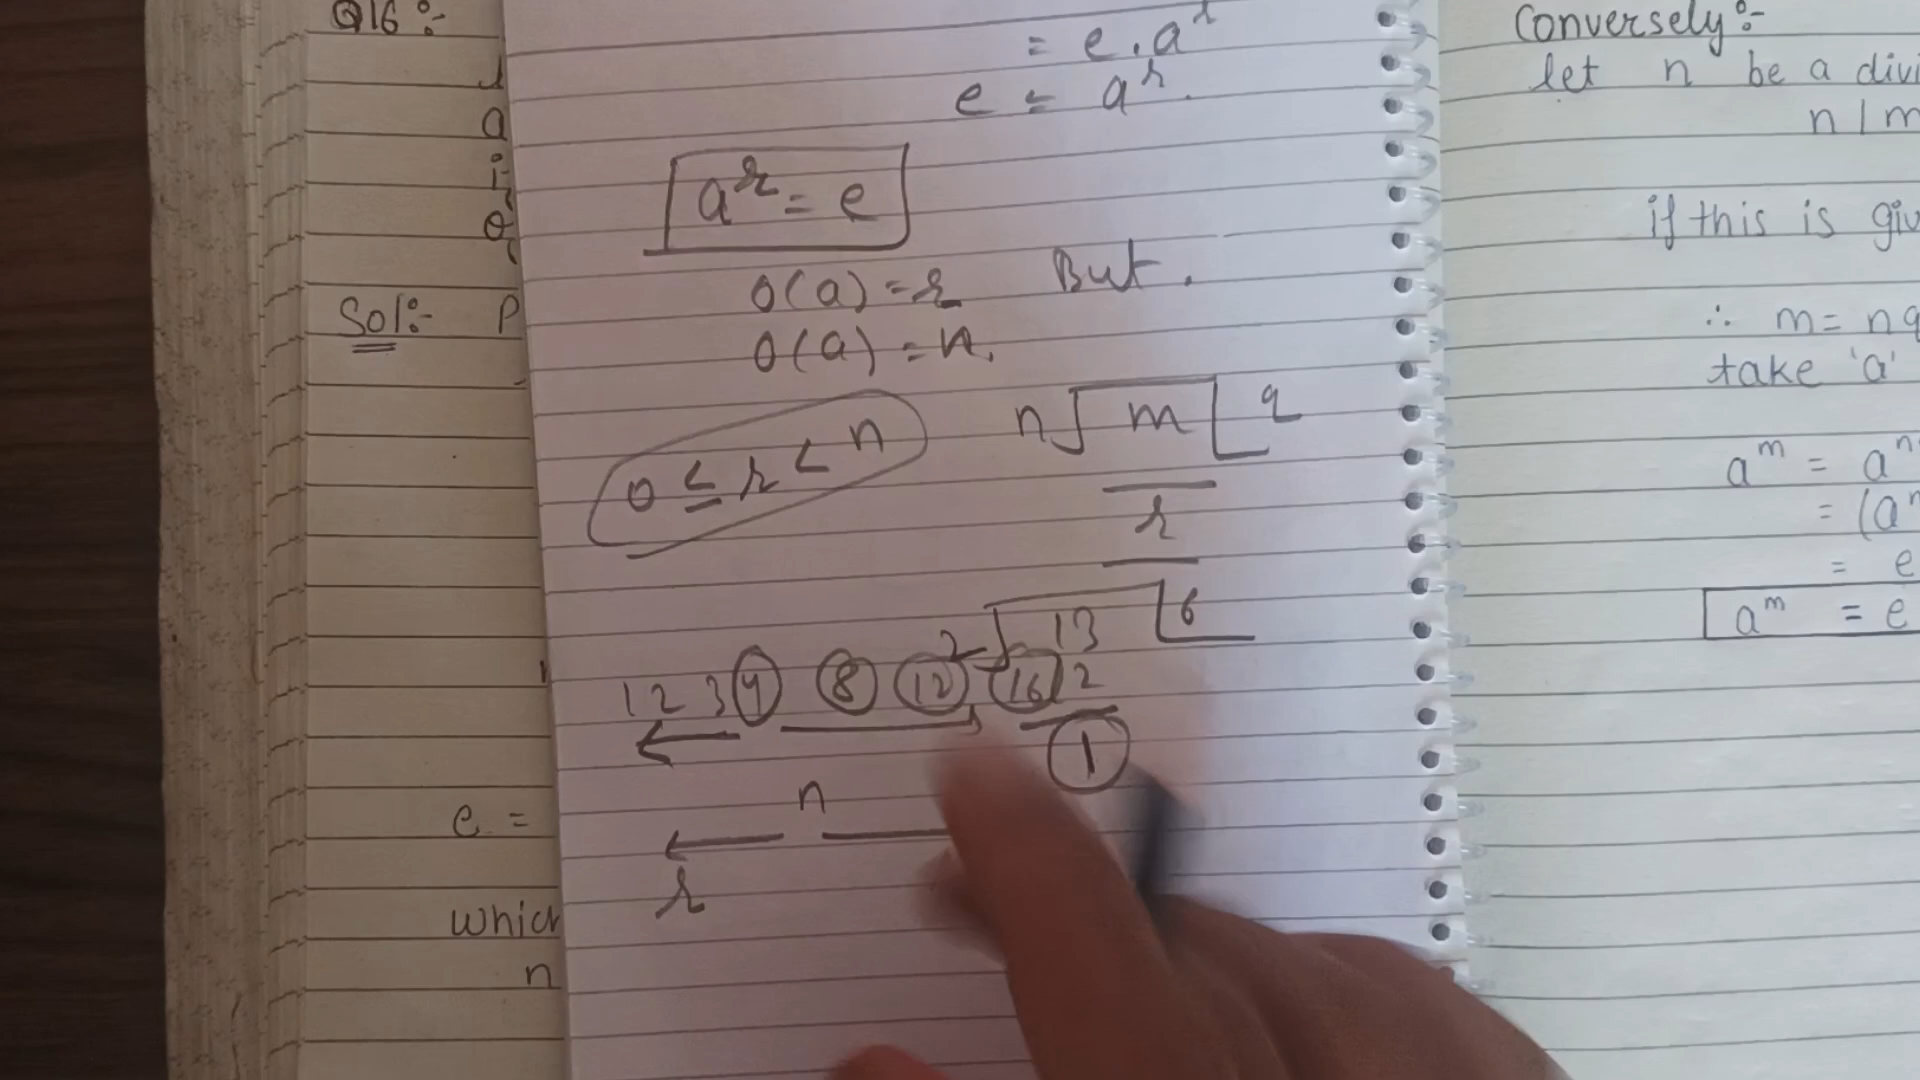 Q16:-
Sol:- P
e =
which
n
= e . a^r
e = a^r.
a^r = e
o(a) = r But .
o(a) = n.
0 ≤ r < n
n m q
r
2 13 6
12
1
1 2 3 4 8 12 16
n
r
Conversely:-
let n be a divi
n | m
if this is giv
∴ m = nq
take 'a'
a^m = a^n
= (a^n
= e
a^m = e